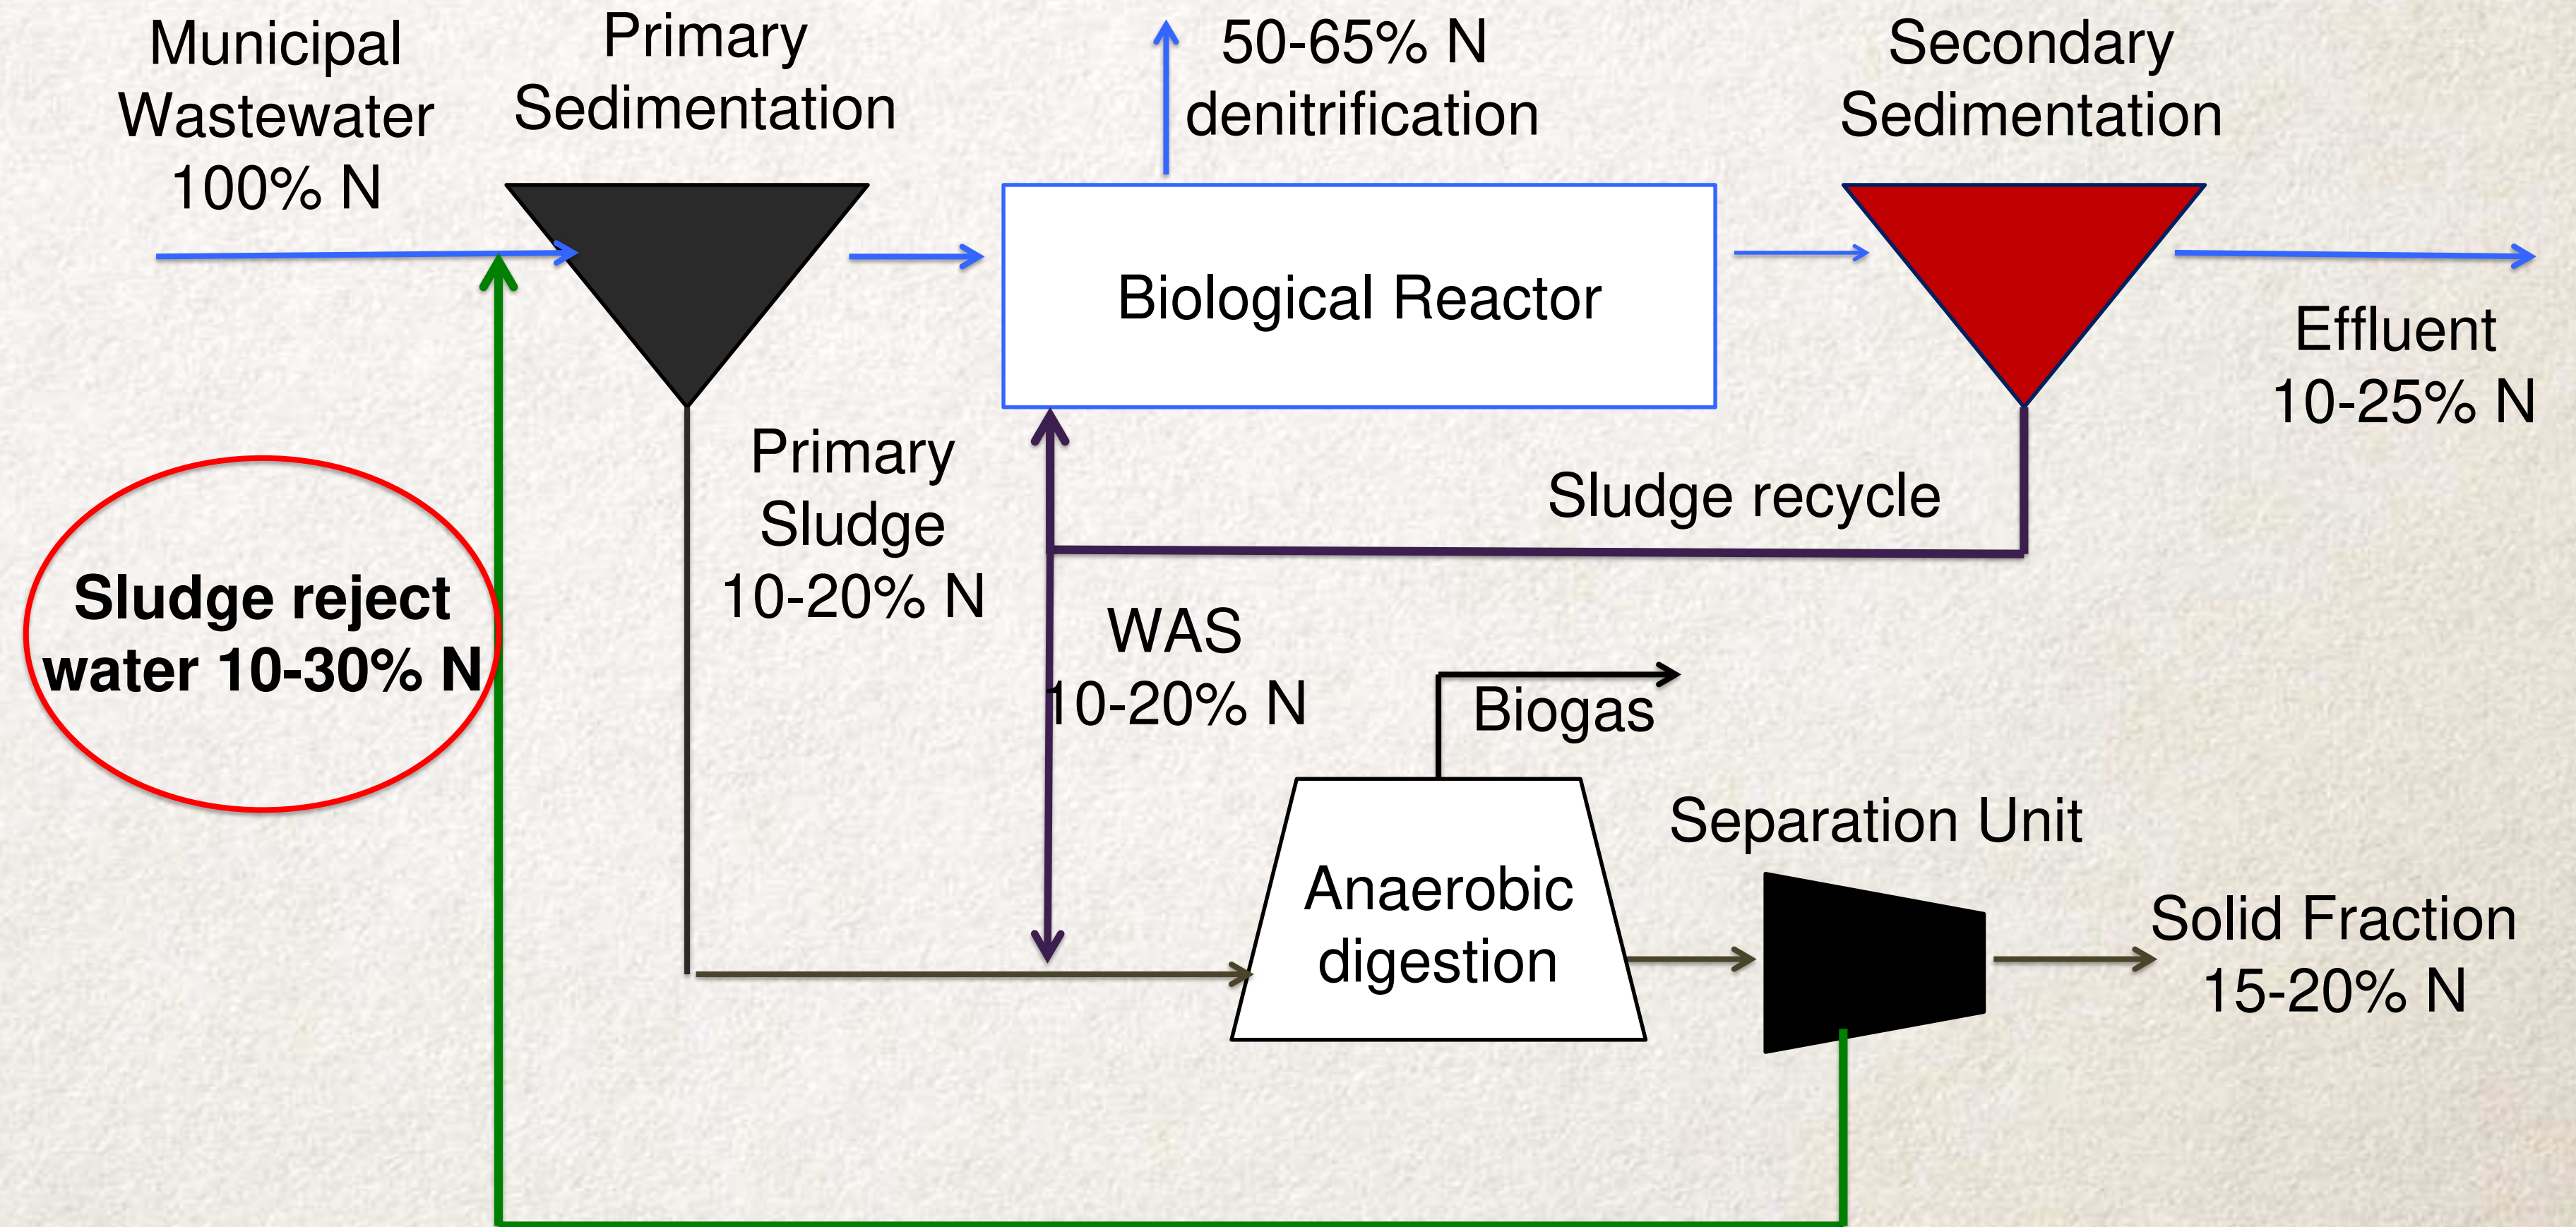 Municipal
Wastewater
100% N
Primary
Sedimentation
50-65% N
denitrification
Secondary
Sedimentation
Biological Reactor
Effluent
10-25% N
Primary
Sludge
10-20% N
Sludge recycle
Sludge reject
water 10-30% N
WAS
10-20% N
Biogas
Anaerobic
digestion
Separation Unit
Solid Fraction
15-20% N